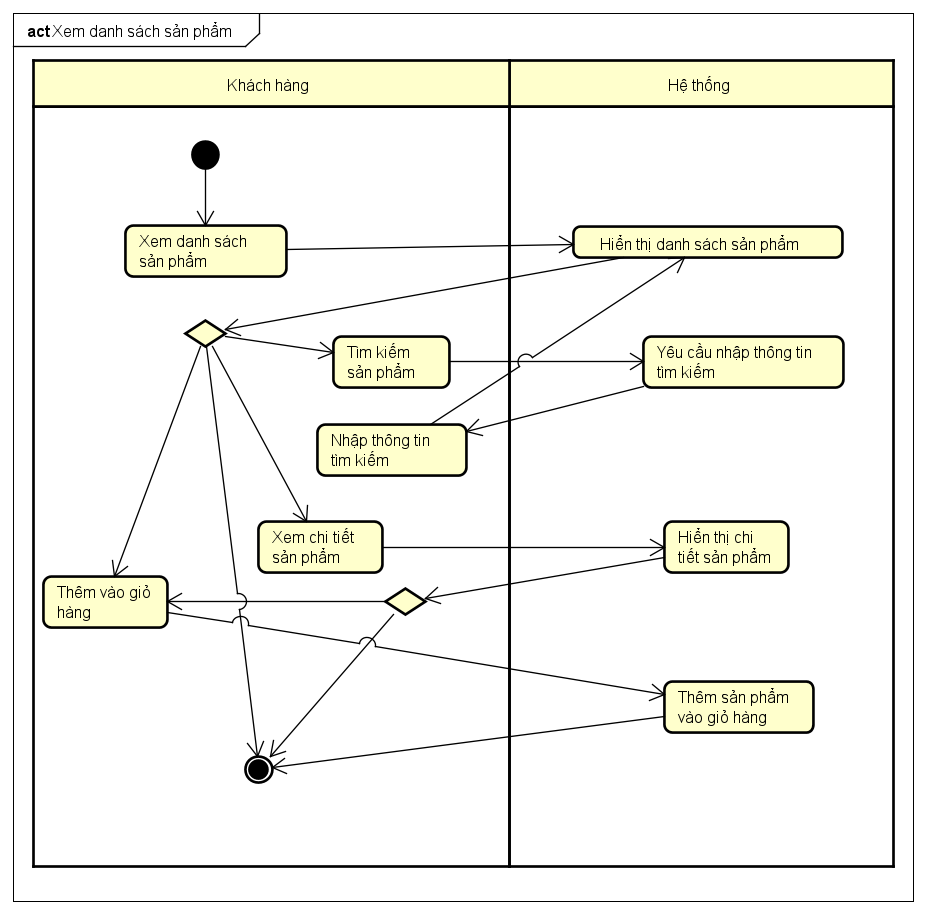 act Xem danh sách sản phẩm
Khách hàng
Hệ thống
Xem danh sách
sản phẩm
Hiển thị danh sách sản phẩm
Tìm kiếm
sản phẩm
Yêu cầu nhập thông tin
tìm kiếm
Nhập thông tin
tìm kiếm
Xem chi tiết
sản phẩm
Hiển thị chi
tiết sản phẩm
Thêm vào giỏ
hàng
Thêm sản phẩm
vào giỏ hàng